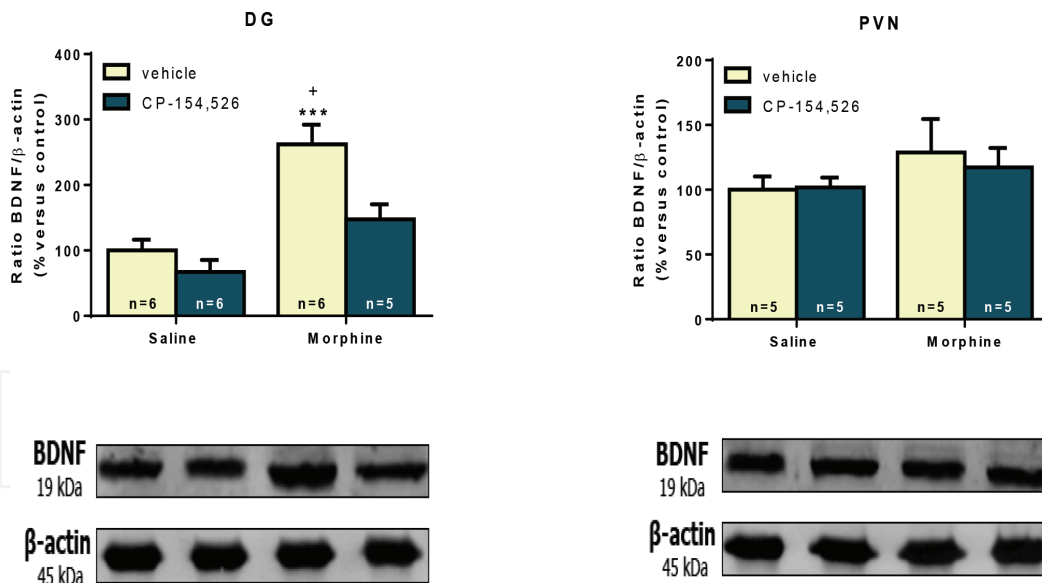 DG
Ratio BDNF/β-actin
(% versus control)
400
300
200
100
0
vehicle
CP-154,526
+
***
n=6
n=6
n=6
n=5
Saline
Morphine
BDNF
19 kDa
β-actin
45 kDa
PVN
Ratio BDNF/β-actin
(% versus control)
200
150
100
50
0
vehicle
CP-154,526
n=5
n=5
n=5
n=5
Saline
Morphine
BDNF
19 kDa
β-actin
45 kDa